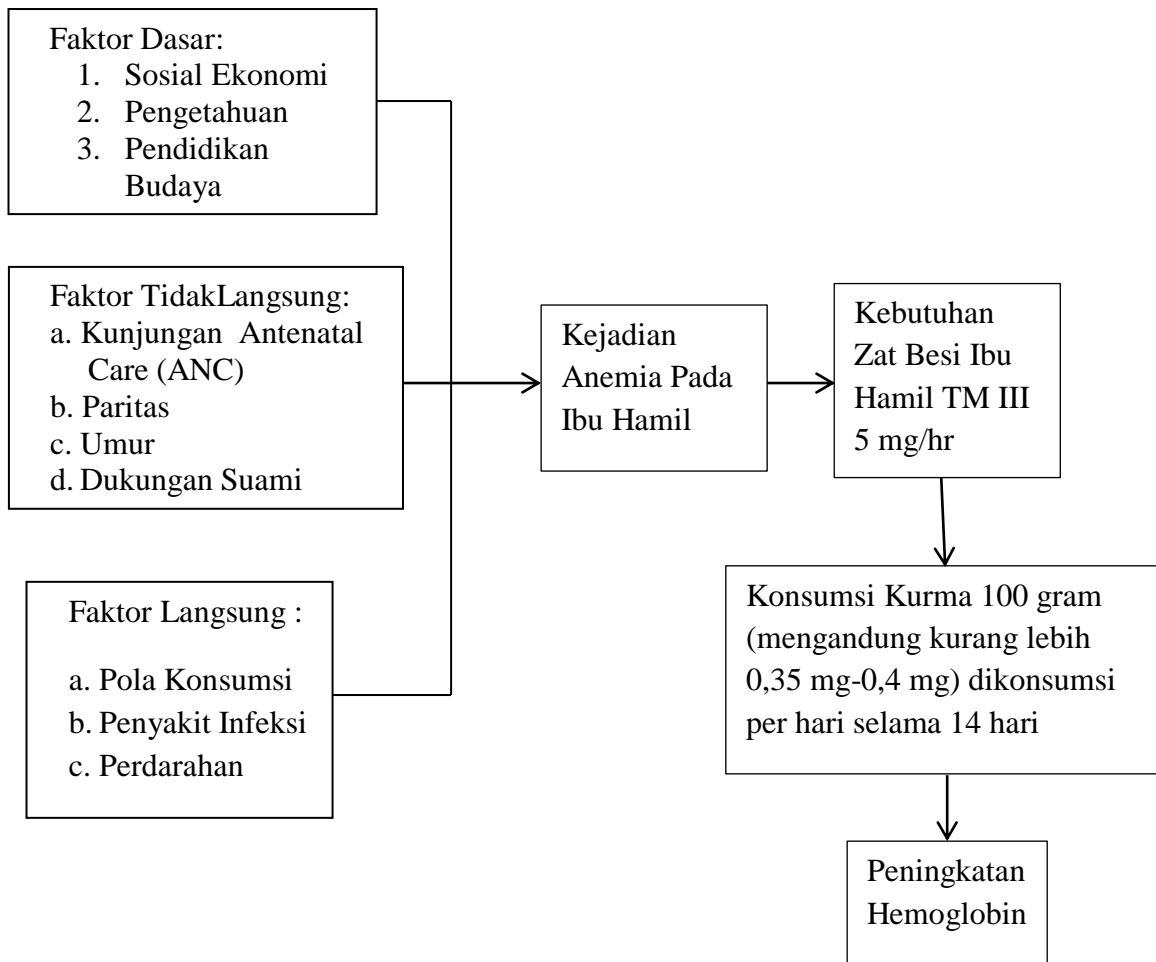 Faktor Dasar:
1. Sosial Ekonomi
2. Pengetahuan
3. Pendidikan
Budaya
Faktor TidakLangsung:
a. Kunjungan Antenatal
Care (ANC)
b. Paritas
c. Umur
d. Dukungan Suami
Faktor Langsung :
a. Pola Konsumsi
b. Penyakit Infeksi
c. Perdarahan
Kejadian
Anemia Pada
Ibu Hamil
Kebutuhan
Zat Besi Ibu
Hamil TM III
5 mg/hr
Konsumsi Kurma 100 gram
(mengandung kurang lebih
0,35 mg-0,4 mg) dikonsumsi
per hari selama 14 hari
Peningkatan
Hemoglobin